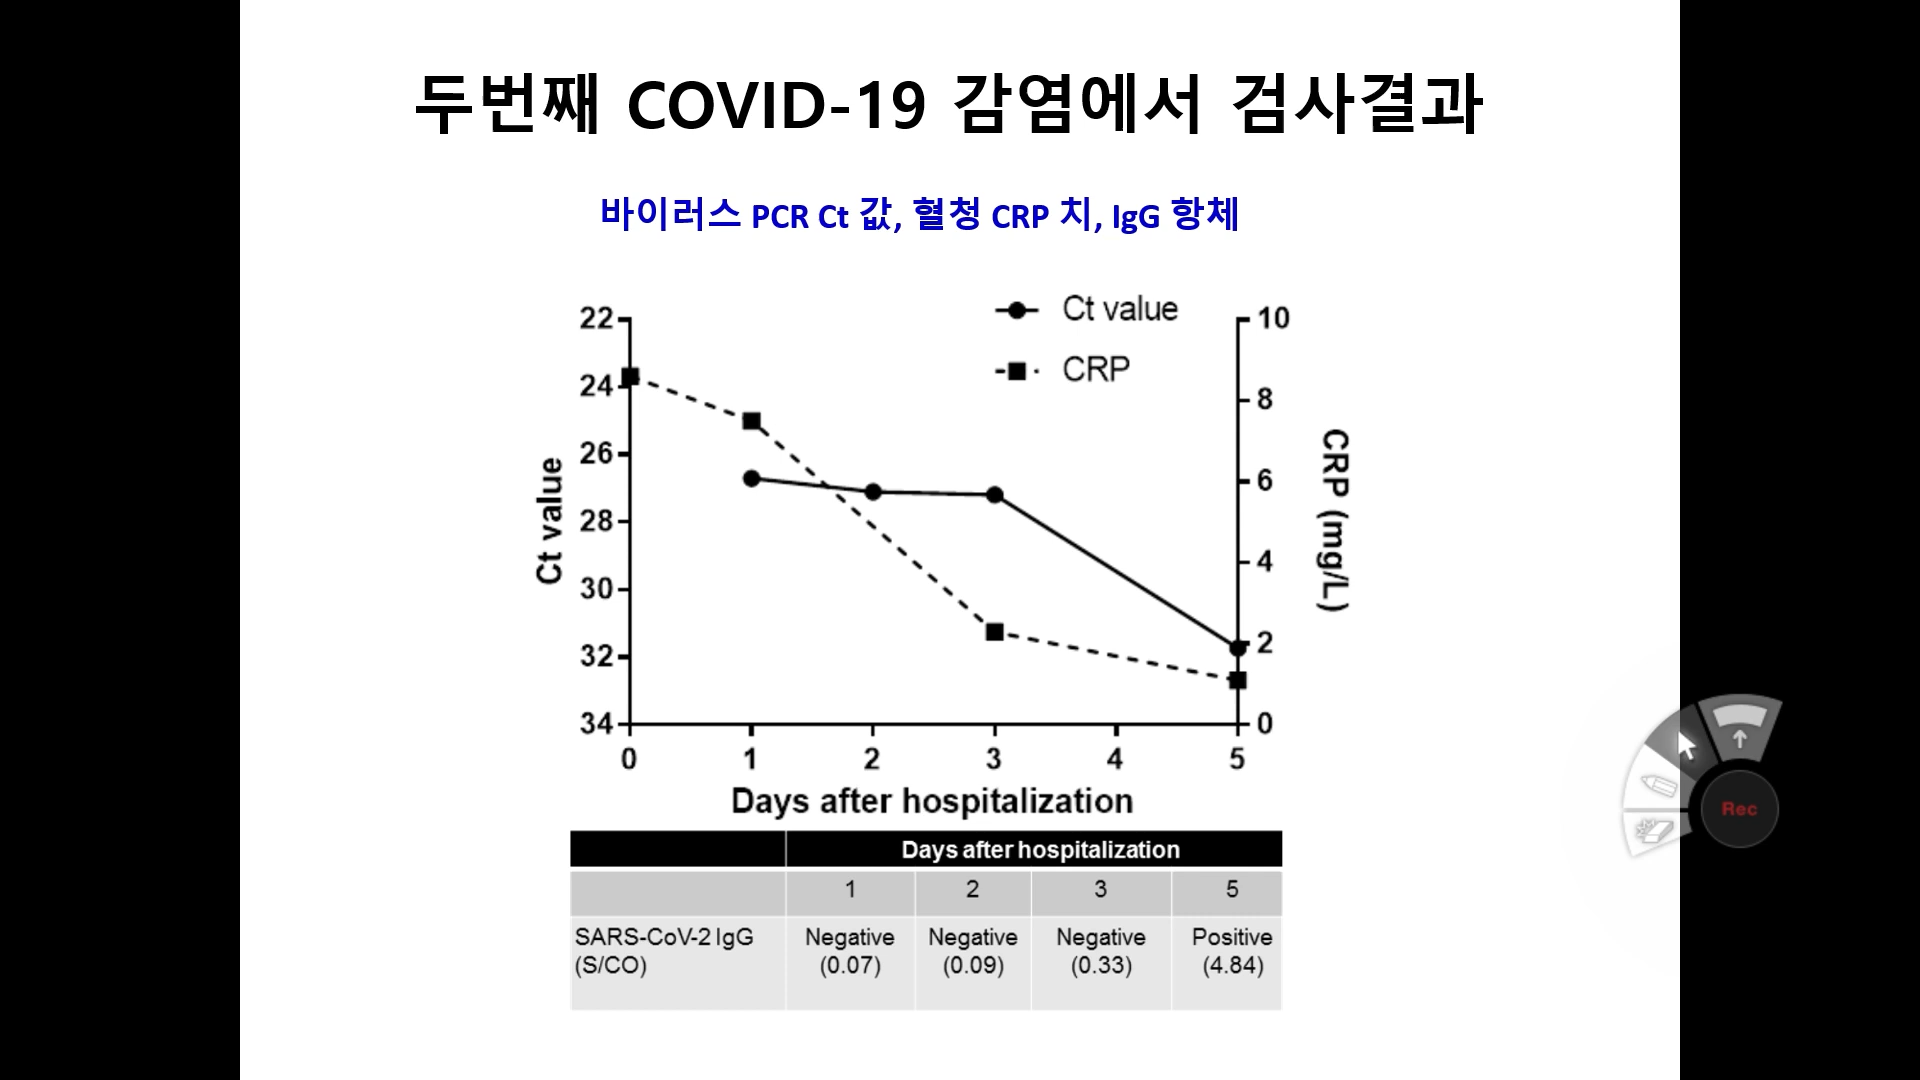 두번째 COVID-19 감염에서 검사결과
바이러스 PCR Ct 값, 혈청 CRP 치, IgG 항체
Ct value
CRP
22
24
26
28
30
32
34
Ct value
10
8
6
4
2
0
CRP (mg/L)
0 1 2 3 4 5
Days after hospitalization
Days after hospitalization
1 2 3 5
SARS-CoV-2 IgG Negative Negative Negative Positive
(S/CO) (0.07) (0.09) (0.33) (4.84)
Rec